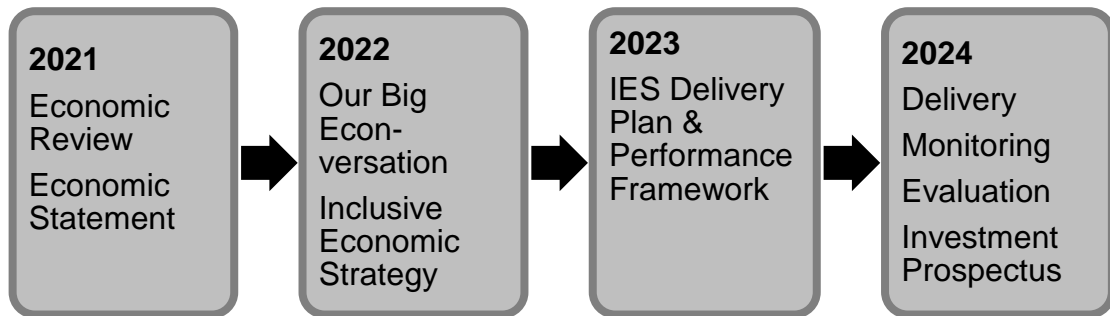 2021
Economic
Review
Economic
Statement
2022
Our Big
Econ-
versation
Inclusive
Economic
Strategy
2023
IES Delivery
Plan &
Performance
Framework
2024
Delivery
Monitoring
Evaluation
Investment
Prospectus